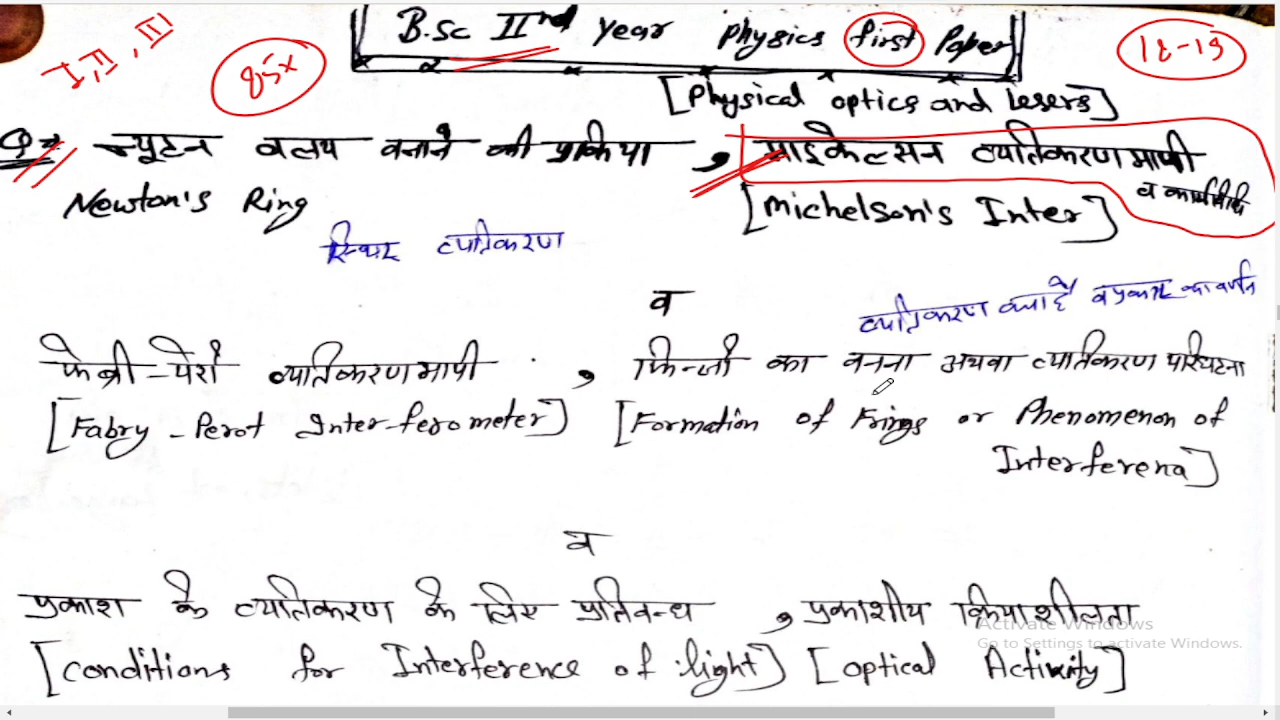 B.Sc IInd year physics first Paper
18-19
I, II, III
85%
[Physical optics and lesers]
Q → न्यूटन वलय बनाने की प्रक्रिया , माइकेल्सन व्यतिकरणमापी
व कार्यविधि
Newton's Ring [Michelson's Inter]
व्यतिकरण
व
व्यतिकरण क्या है व प्रकार का वर्णन
फेब्री-पेरों व्यतिकरणमापी , फिन्जों का बनना अथवा व्यतिकरण परिघटना
[Fabry-Perot Interferometer] [Formation of Frings or Phenomenon of
Interferena]
व
प्रकाश के व्यतिकरण के लिए प्रतिबन्ध , प्रकाशीय क्रियाशीलता
Activate Windows
Go to Settings to activate Windows.
[Conditions for Interference of light] [optical Activity]